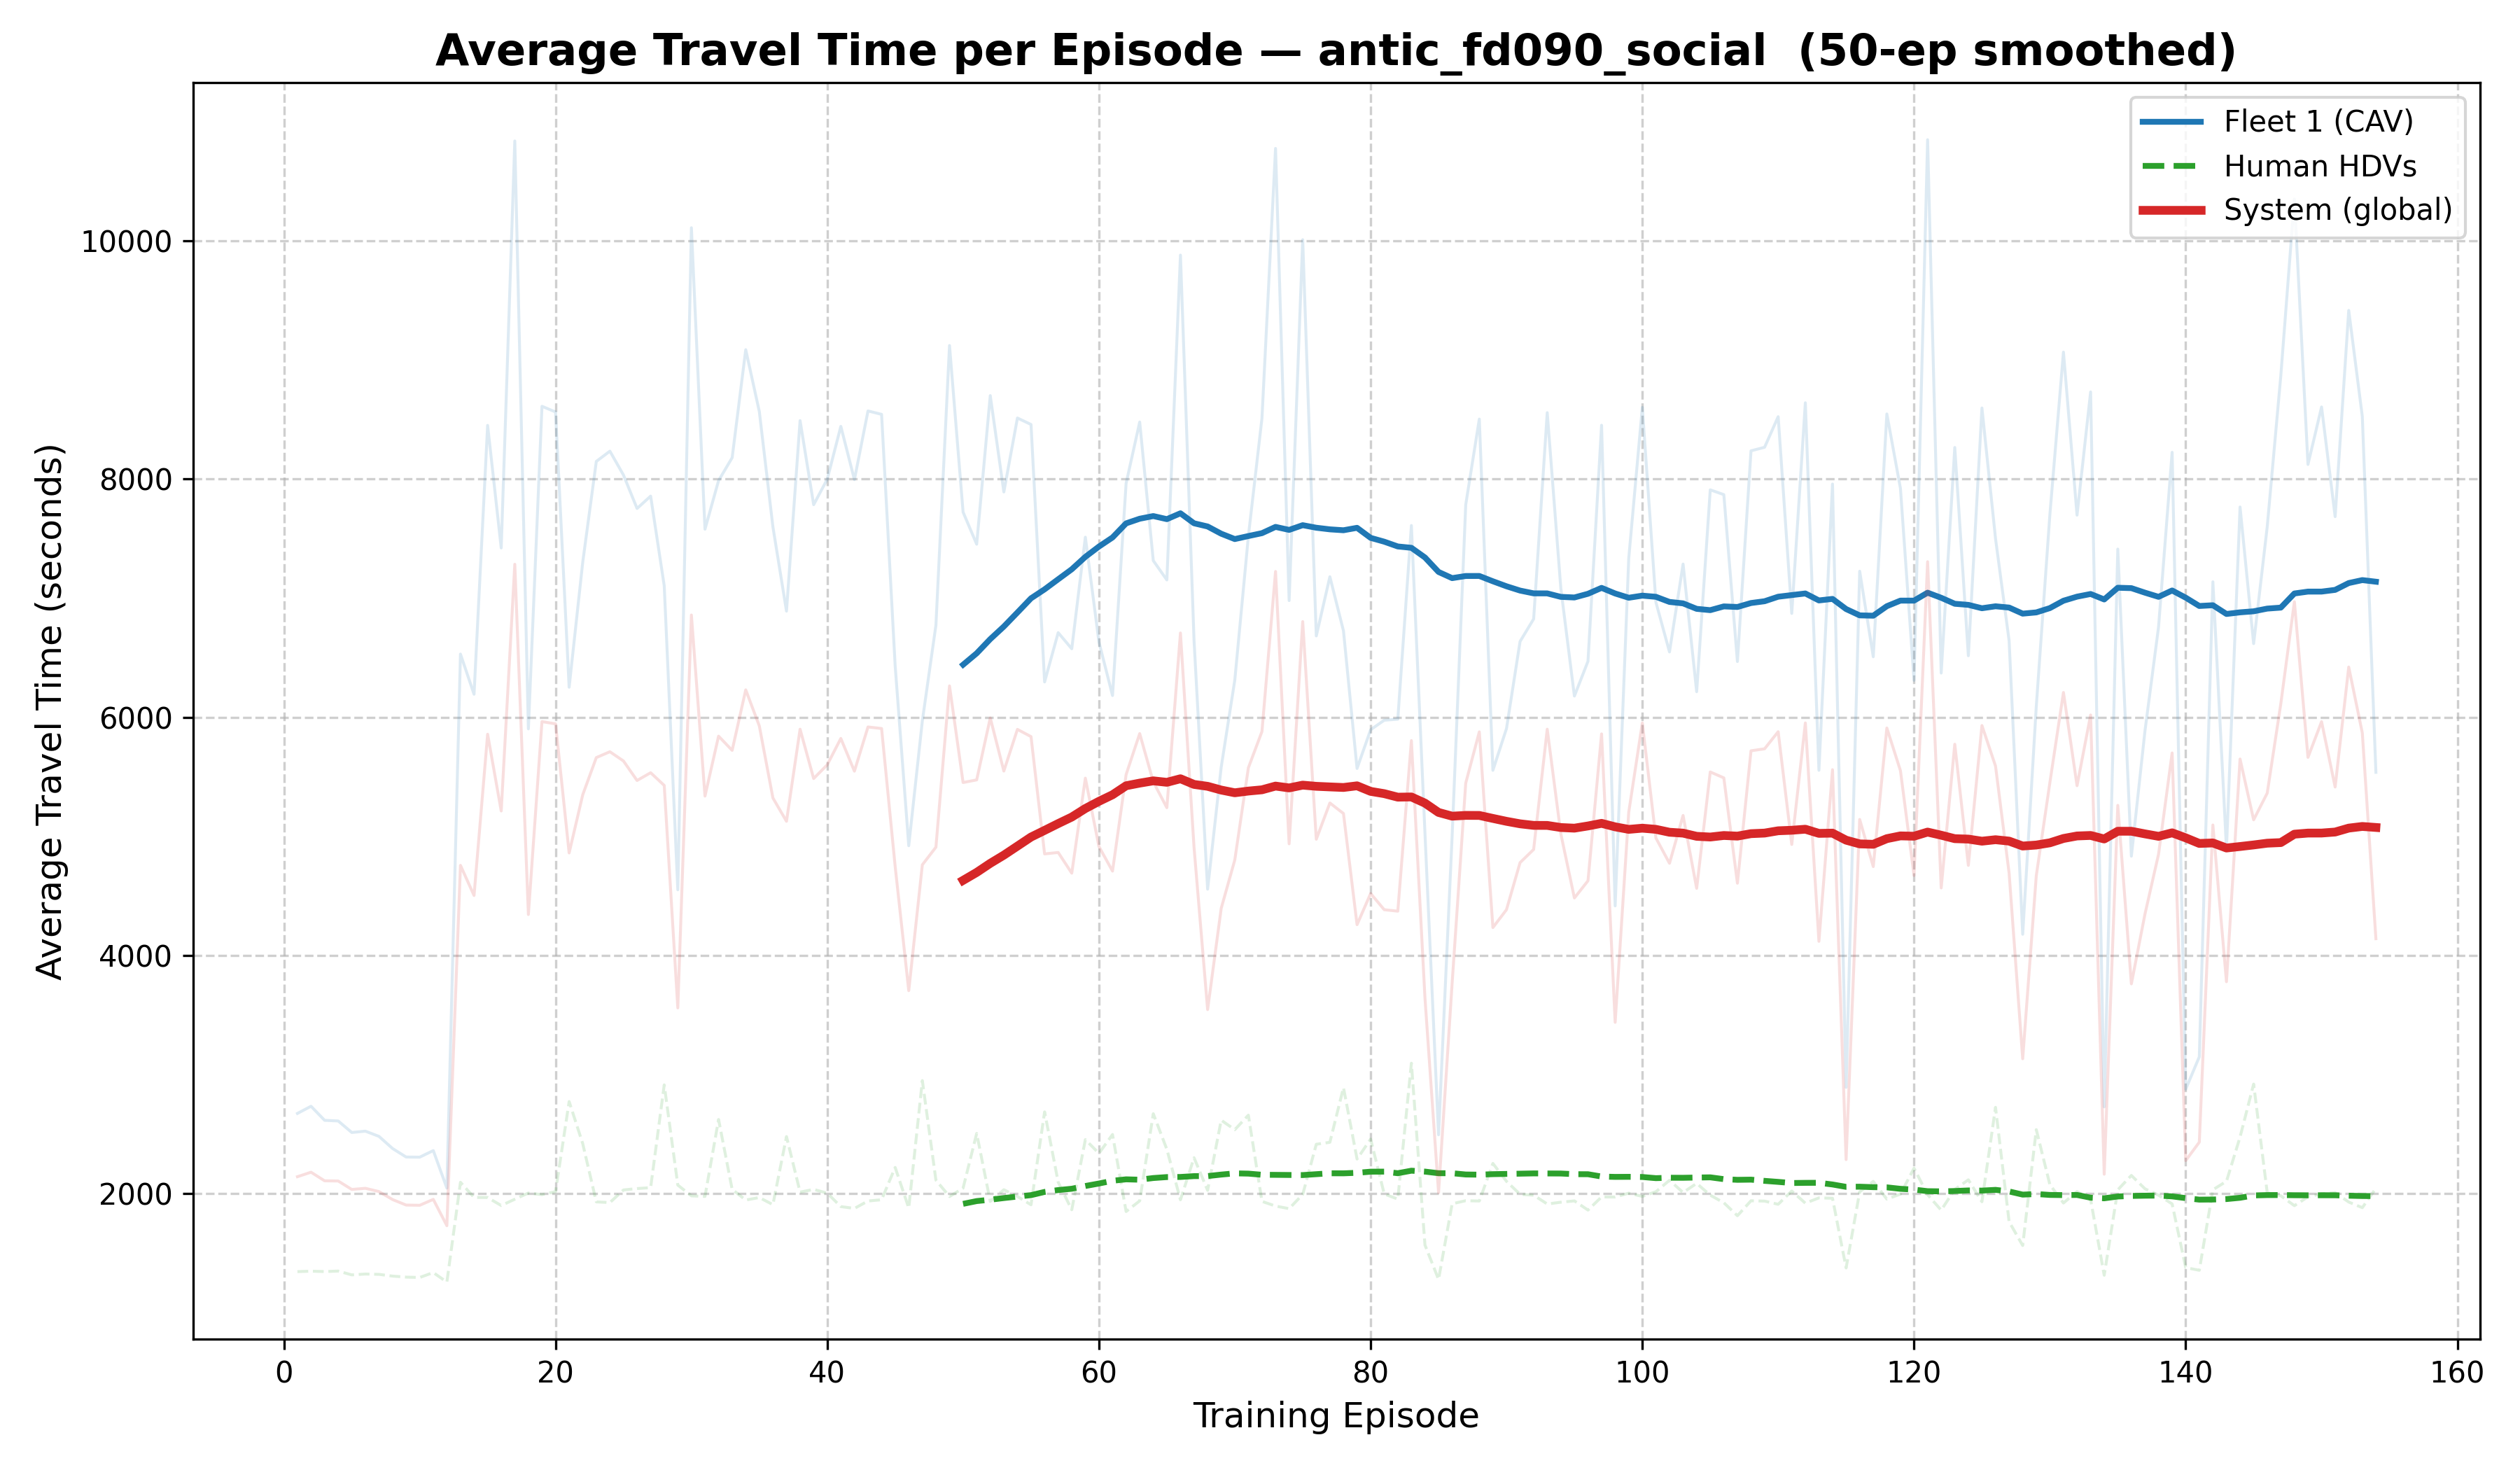 Average Travel Time per Episode — antic_fd090_social (50-ep smoothed)
Fleet 1 (CAV)
Human HDVs
System (global)
Average Travel Time (seconds)
10000
8000
6000
4000
2000
0 20 40 60 80 100 120 140 160
Training Episode